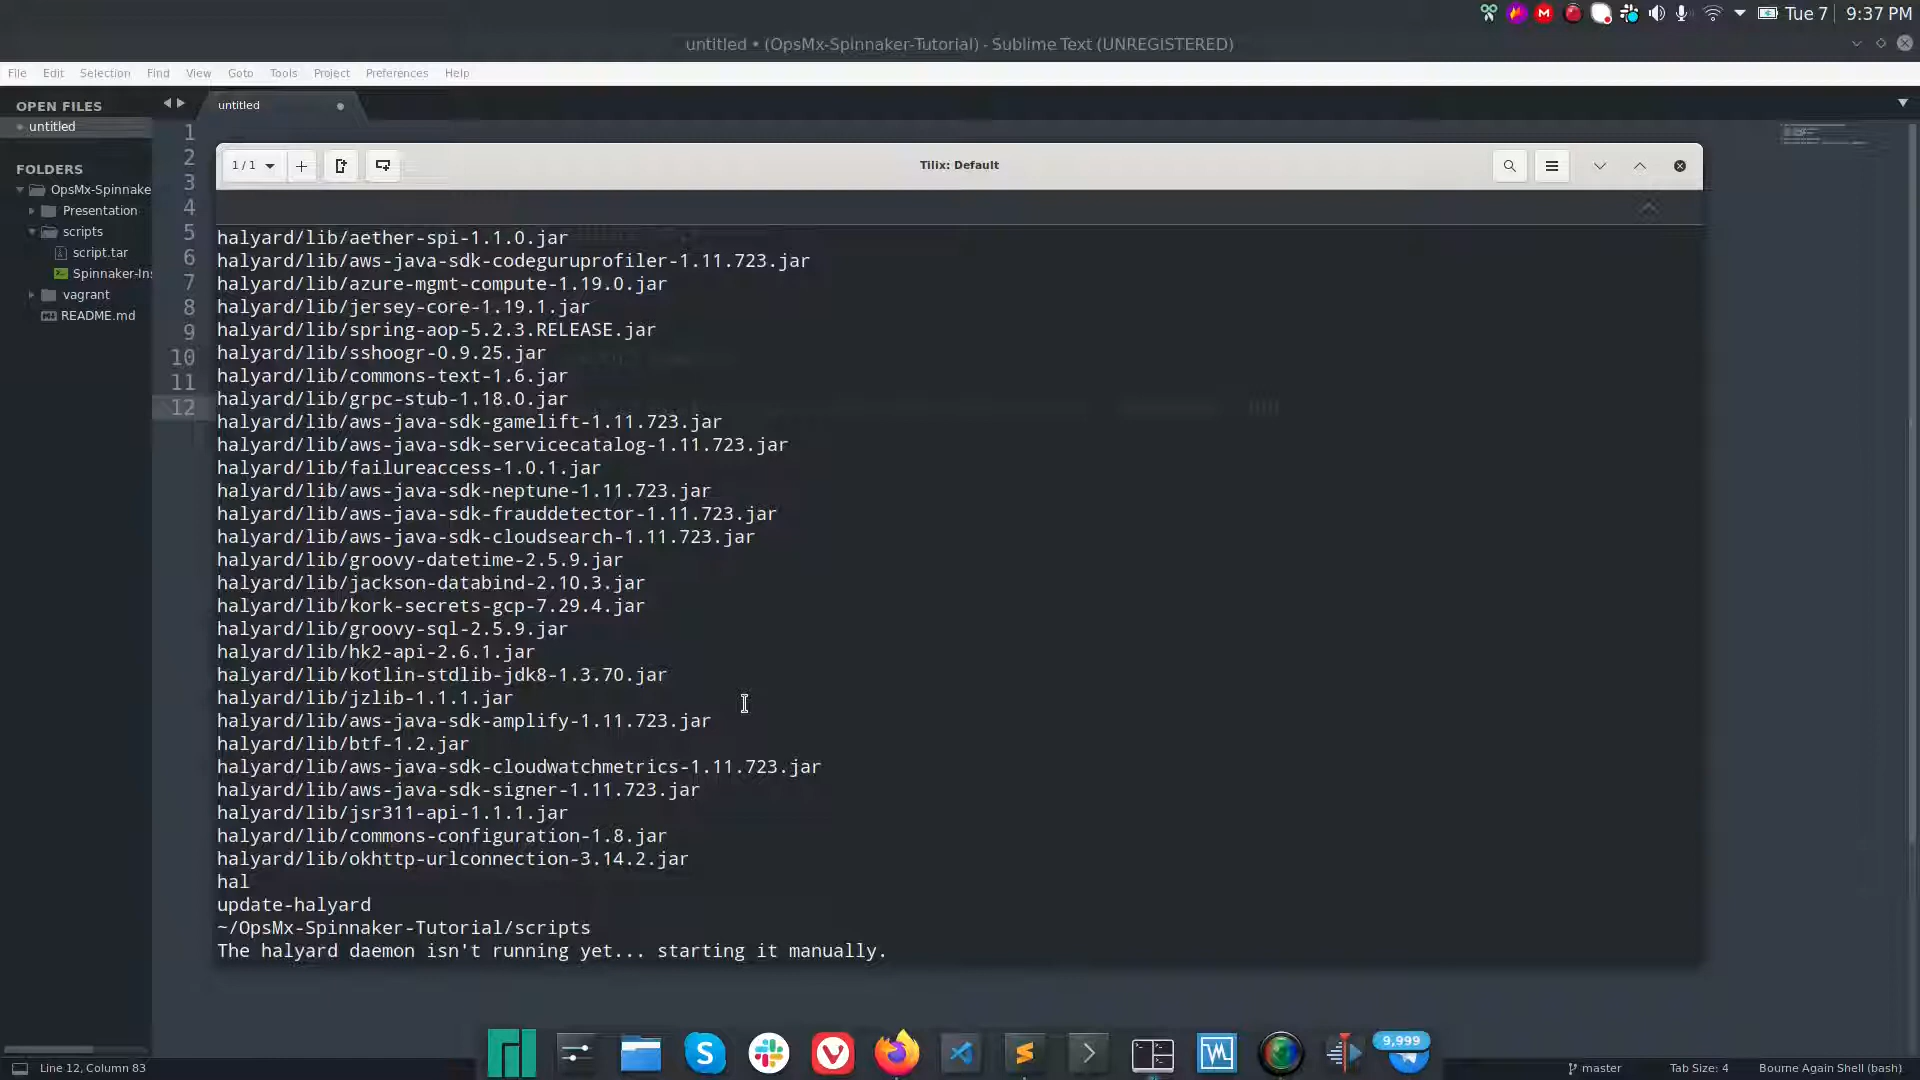 Tue 7 9:37 PM
untitled • (OpsMx-Spinnaker-Tutorial) - Sublime Text (UNREGISTERED)
File Edit Selection Find View Goto Tools Project Preferences Help
OPEN FILES
untitled
untitled
FOLDERS
OpsMx-Spinnake
Presentation
scripts
script.tar
Spinnaker-Ins
vagrant
README.md
1
2
3
4
5
6
7
8
9
10
11
12
1 / 1
Tilix: Default
halyard/lib/aether-spi-1.1.0.jar
halyard/lib/aws-java-sdk-codeguruprofiler-1.11.723.jar
halyard/lib/azure-mgmt-compute-1.19.0.jar
halyard/lib/jersey-core-1.19.1.jar
halyard/lib/spring-aop-5.2.3.RELEASE.jar
halyard/lib/sshoogr-0.9.25.jar
halyard/lib/commons-text-1.6.jar
halyard/lib/grpc-stub-1.18.0.jar
halyard/lib/aws-java-sdk-gamelift-1.11.723.jar
halyard/lib/aws-java-sdk-servicecatalog-1.11.723.jar
halyard/lib/failureaccess-1.0.1.jar
halyard/lib/aws-java-sdk-neptune-1.11.723.jar
halyard/lib/aws-java-sdk-frauddetector-1.11.723.jar
halyard/lib/aws-java-sdk-cloudsearch-1.11.723.jar
halyard/lib/groovy-datetime-2.5.9.jar
halyard/lib/jackson-databind-2.10.3.jar
halyard/lib/kork-secrets-gcp-7.29.4.jar
halyard/lib/groovy-sql-2.5.9.jar
halyard/lib/hk2-api-2.6.1.jar
halyard/lib/kotlin-stdlib-jdk8-1.3.70.jar
halyard/lib/jzlib-1.1.1.jar
halyard/lib/aws-java-sdk-amplify-1.11.723.jar
halyard/lib/btf-1.2.jar
halyard/lib/aws-java-sdk-cloudwatchmetrics-1.11.723.jar
halyard/lib/aws-java-sdk-signer-1.11.723.jar
halyard/lib/jsr311-api-1.1.1.jar
halyard/lib/commons-configuration-1.8.jar
halyard/lib/okhttp-urlconnection-3.14.2.jar
hal
update-halyard
~/OpsMx-Spinnaker-Tutorial/scripts
The halyard daemon isn't running yet... starting it manually.
9,999
Line 12, Column 83
master
Tab Size: 4
Bourne Again Shell (bash)